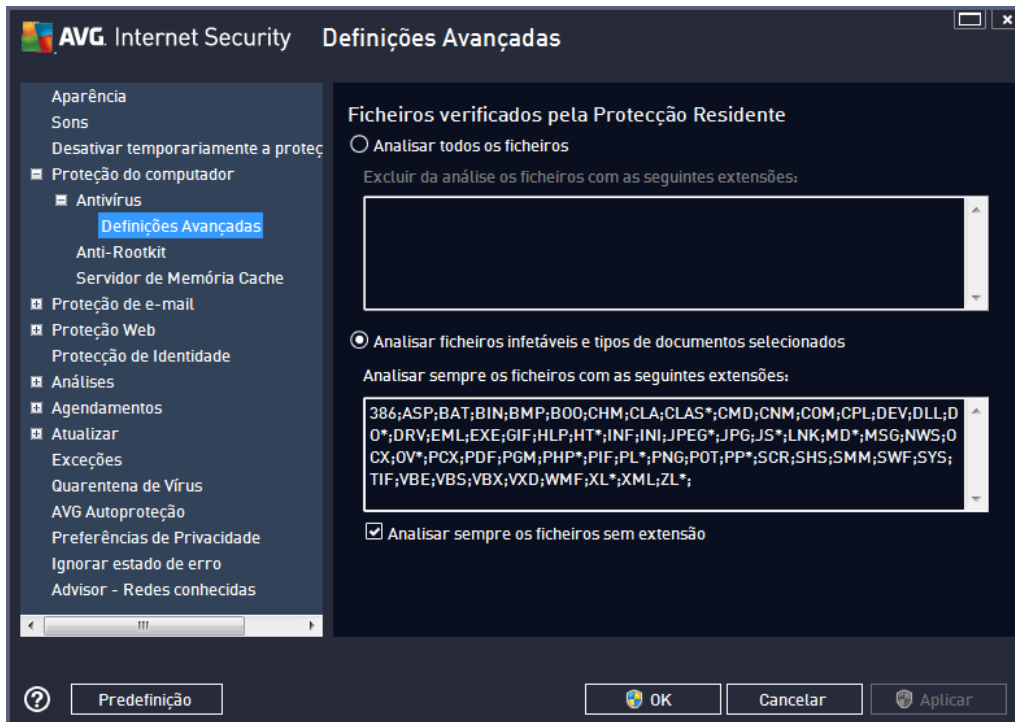 AVG. Internet Security Definições Avançadas
Aparência
Sons
Desativar temporariamente a proteç
Proteção do computador
Antivírus
Definições Avançadas
Anti-Rootkit
Servidor de Memória Cache
Proteção de e-mail
Proteção Web
Protecção de Identidade
Análises
Agendamentos
Atualizar
Exceções
Quarentena de Vírus
AVG Autoproteção
Preferências de Privacidade
Ignorar estado de erro
Advisor - Redes conhecidas
Ficheiros verificados pela Protecção Residente
Analisar todos os ficheiros
Excluir da análise os ficheiros com as seguintes extensões:
Analisar ficheiros infetáveis e tipos de documentos selecionados
Analisar sempre os ficheiros com as seguintes extensões:
386;ASP;BAT;BIN;BMP;BOO;CHM;CLA;CLAS*;CMD;CNM;COM;CPL;DEV;DLL;D
O*;DRV;EML;EXE;GIF;HLP;HT*;INF;INI;JPEG*;JPG;JS*;LNK;MD*;MSG;NWS;O
CX;OV*;PCX;PDF;PGM;PHP*;PIF;PL*;PNG;POT;PP*;SCR;SHS;SMM;SWF;SYS;
TIF;VBE;VBS;VBX;VXD;WMF;XL*;XML;ZL*;
Analisar sempre os ficheiros sem extensão
Predefinição
OK
Cancelar
Aplicar